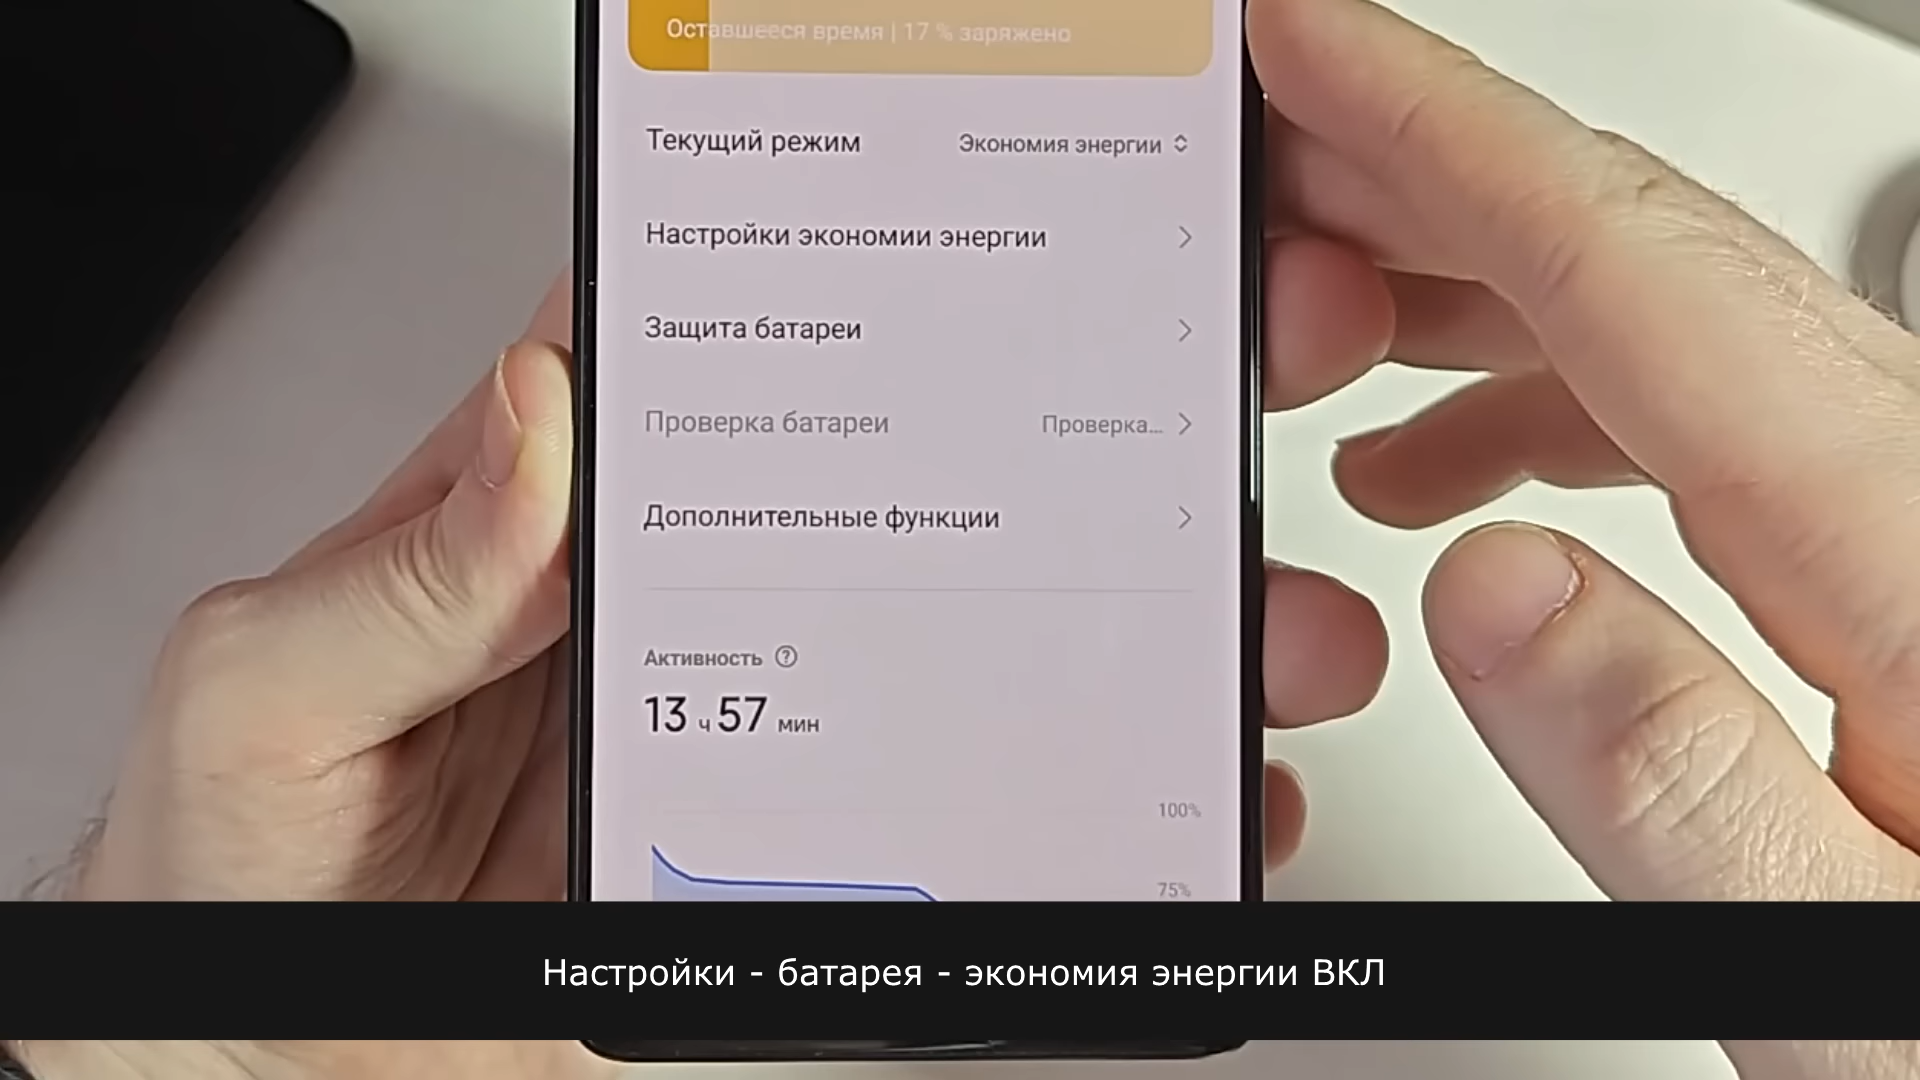 Оставшееся время | 17 % заряжено
Текущий режим Экономия энергии
Настройки экономии энергии
Защита батареи
Проверка батареи Проверка...
Дополнительные функции
Активность ?
13 ч 57 мин
100%
75%
Настройки - батарея - экономия энергии ВКЛ